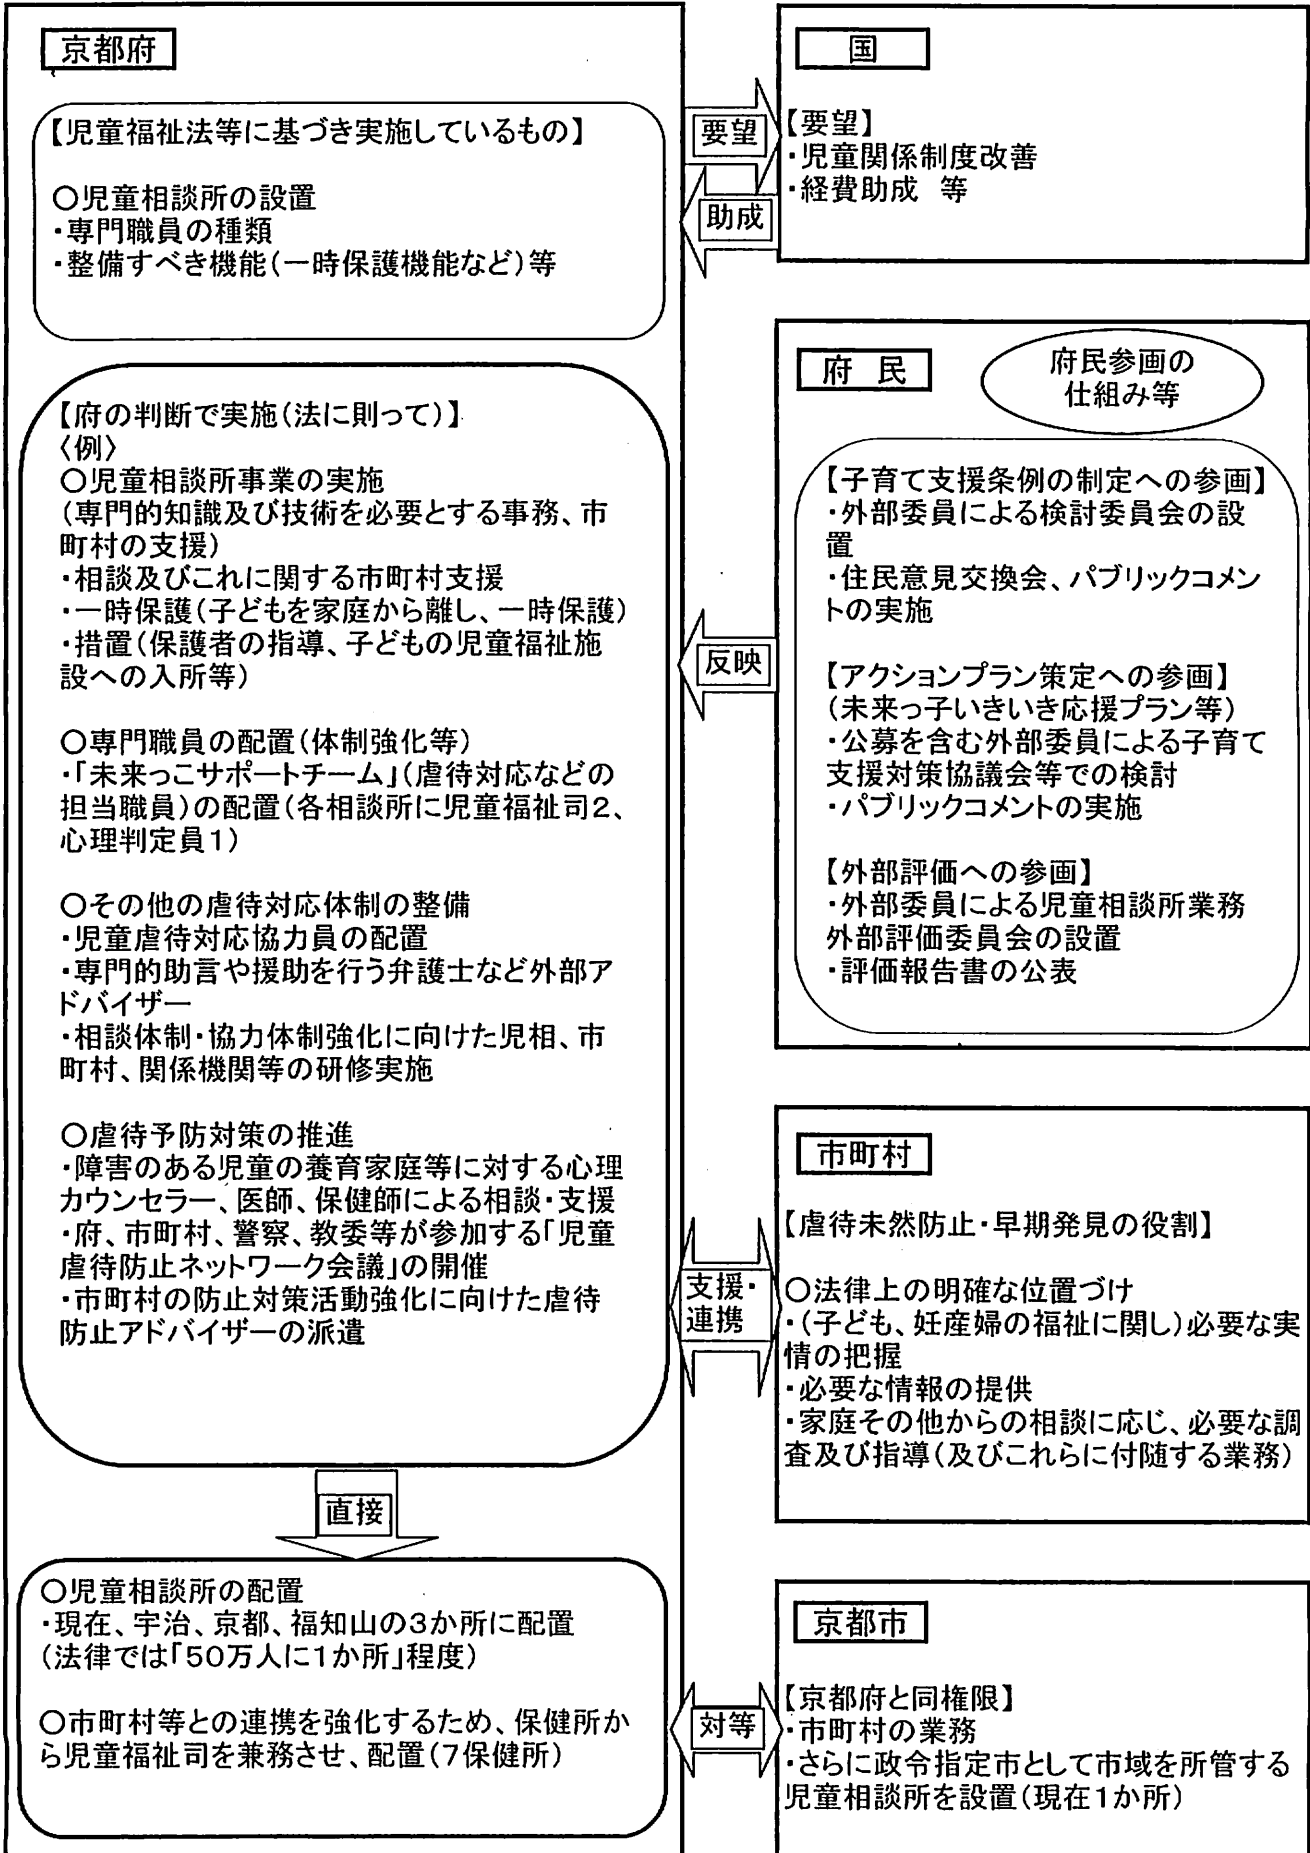 京都府
【児童福祉法等に基づき実施しているもの】
○児童相談所の設置
・専門職員の種類
・整備すべき機能(一時保護機能など)等
【府の判断で実施(法に則って)】
〈例〉
○児童相談所事業の実施
(専門的知識及び技術を必要とする事務、市
町村の支援)
・相談及びこれに関する市町村支援
・一時保護(子どもを家庭から離し、一時保護)
・措置(保護者の指導、子どもの児童福祉施
設への入所等)
○専門職員の配置(体制強化等)
・「未来っこサポートチーム」(虐待対応などの
担当職員)の配置(各相談所に児童福祉司2、
心理判定員1)
○その他の虐待対応体制の整備
・児童虐待対応協力員の配置
・専門的助言や援助を行う弁護士など外部ア
ドバイザー
・相談体制・協力体制強化に向けた児相、市
町村、関係機関等の研修実施
○虐待予防対策の推進
・障害のある児童の養育家庭等に対する心理
カウンセラー、医師、保健師による相談・支援
・府、市町村、警察、教委等が参加する「児童
虐待防止ネットワーク会議」の開催
・市町村の防止対策活動強化に向けた虐待
防止アドバイザーの派遣
直接
○児童相談所の配置
・現在、宇治、京都、福知山の3か所に配置
(法律では「50万人に1か所」程度)
○市町村等との連携を強化するため、保健所か
ら児童福祉司を兼務させ、配置(7保健所)
要望
助成
反映
支援・
連携
対等
国
【要望】
・児童関係制度改善
・経費助成 等
府 民
府民参画の
仕組み等
【子育て支援条例の制定への参画】
・外部委員による検討委員会の設
置
・住民意見交換会、パブリックコメン
トの実施
【アクションプラン策定への参画】
(未来っ子いきいき応援プラン等)
・公募を含む外部委員による子育て
支援対策協議会等での検討
・パブリックコメントの実施
【外部評価への参画】
・外部委員による児童相談所業務
外部評価委員会の設置
・評価報告書の公表
市町村
【虐待未然防止・早期発見の役割】
○法律上の明確な位置づけ
・(子ども、妊産婦の福祉に関し)必要な実
情の把握
・必要な情報の提供
・家庭その他からの相談に応じ、必要な調
査及び指導(及びこれらに付随する業務)
京都市
【京都府と同権限】
・市町村の業務
・さらに政令指定市として市域を所管する
児童相談所を設置(現在1か所)